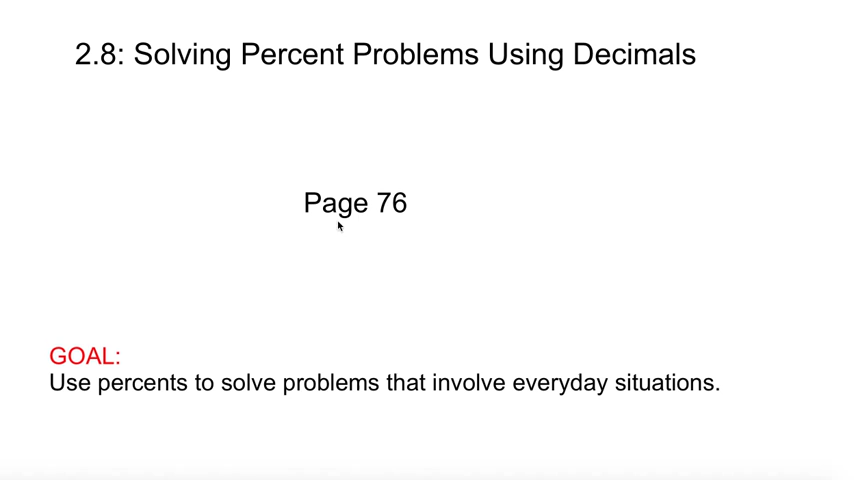 2.8: Solving Percent Problems Using Decimals
Page 76
GOAL:
Use percents to solve problems that involve everyday situations.